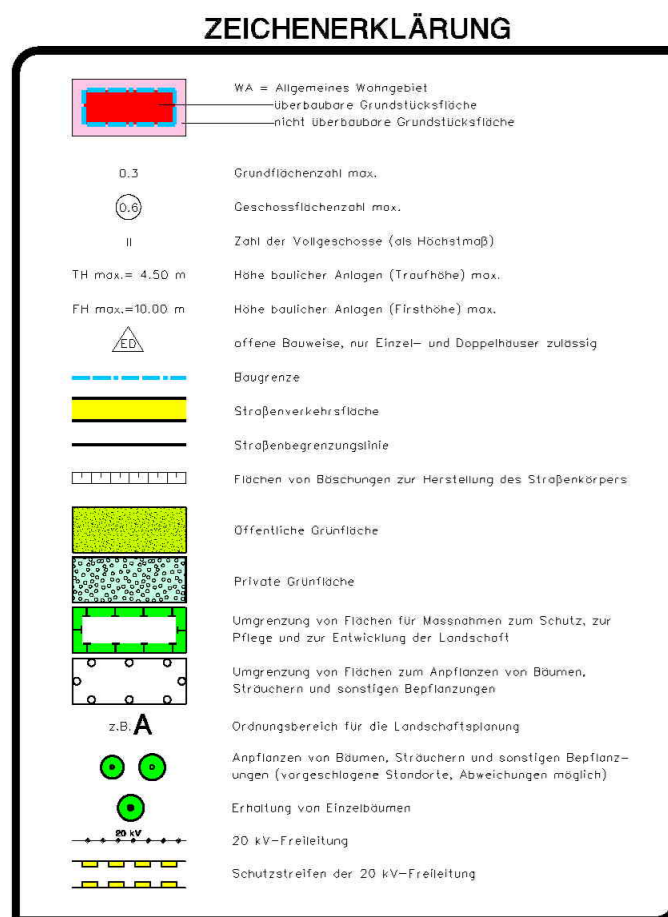 ZEICHENERKLÄRUNG
WA = Allgemeines Wohngebiet
überbaubare Grundstücksfläche
nicht überbaubare Grundstücksfläche
0.3 Grundflächenzahl max.
0.6 Geschossflächenzahl max.
II Zahl der Vollgeschosse (als Höchstmaß)
TH max.= 4.50 m Höhe baulicher Anlagen (Traufhöhe) max.
FH max.=10.00 m Höhe baulicher Anlagen (Firsthöhe) max.
ED offene Bauweise, nur Einzel- und Doppelhäuser zulässig
Baugrenze
Straßenverkehrsfläche
Straßenbegrenzungslinie
Flächen von Böschungen zur Herstellung des Straßenkörpers
Öffentliche Grünfläche
Private Grünfläche
Umgrenzung von Flächen für Massnahmen zum Schutz, zur
Pflege und zur Entwicklung der Landschaft
Umgrenzung von Flächen zum Anpflanzen von Bäumen,
Sträuchern und sonstigen Bepflanzungen
z.B. A Ordnungsbereich für die Landschaftsplanung
Anpflanzen von Bäumen, Sträuchern und sonstigen Bepflanz-
ungen (vorgeschlagene Standorte, Abweichungen möglich)
Erhaltung von Einzelbäumen
20 kV 20 kV-Freileitung
Schutzstreifen der 20 kV-Freileitung